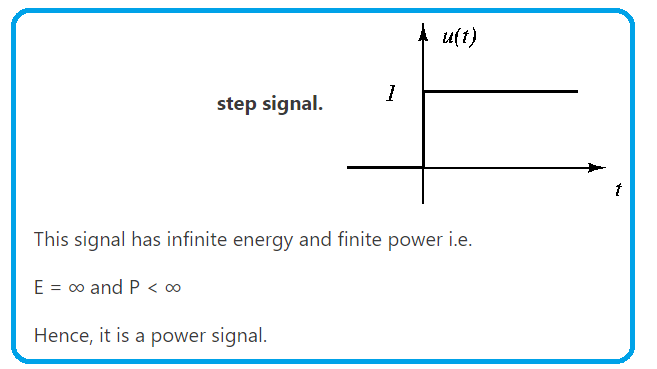 u(t)
step signal.
1
t
This signal has infinite energy and finite power i.e.
E = ∞ and P < ∞
Hence, it is a power signal.